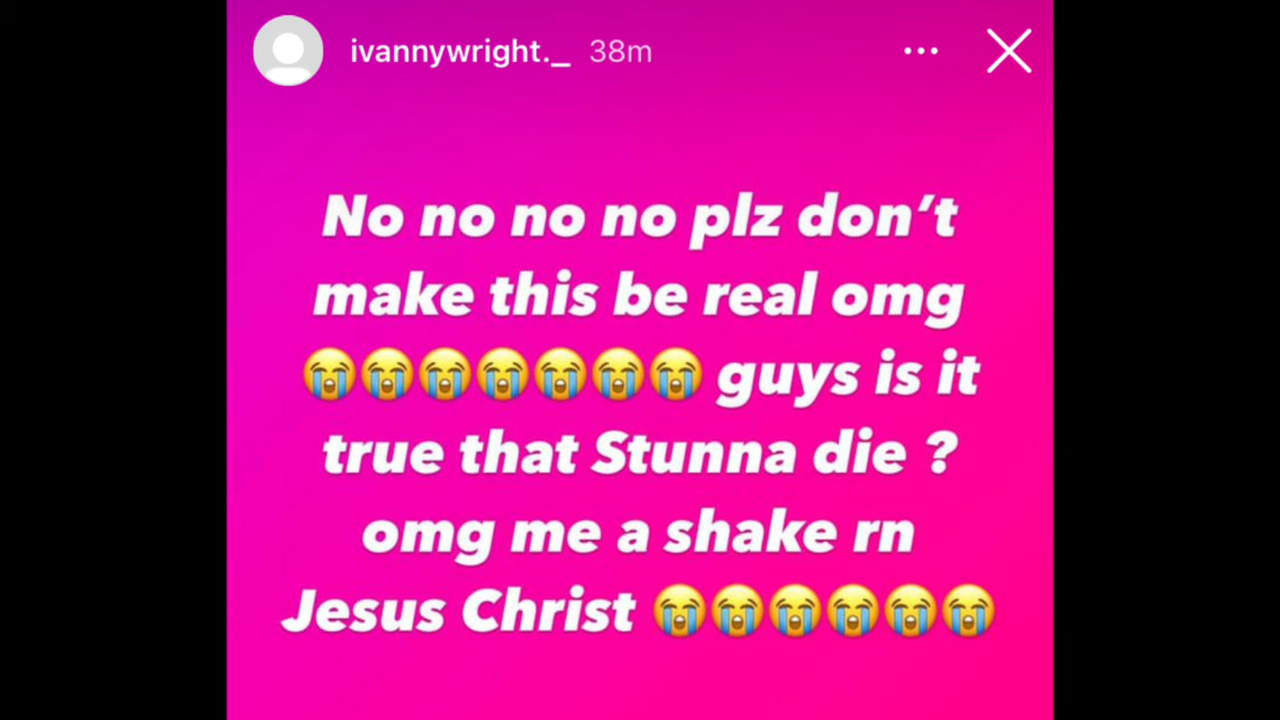 ivannywright._ 38m
No no no no plz don’t
make this be real omg
😭😭😭😭😭😭😭 guys is it
true that Stunna die ?
omg me a shake rn
Jesus Christ 😭😭😭😭😭😭